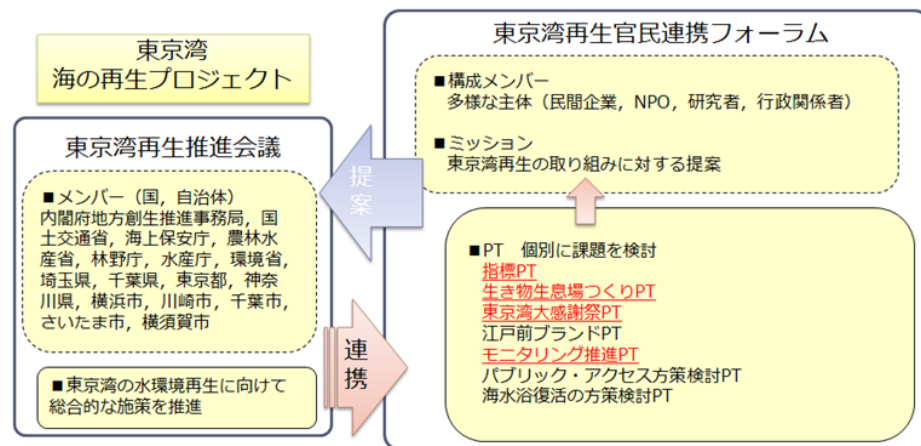 東京湾
海の再生プロジェクト
東京湾再生推進会議
■メンバー（国，自治体）
内閣府地方創生推進事務局，国
土交通省，海上保安庁，農林水
産省，林野庁，水産庁，環境省，
埼玉県，千葉県，東京都，神奈
川県，横浜市，川崎市，千葉市，
さいたま市，横須賀市
■東京湾の水環境再生に向けて
総合的な施策を推進
提案
連携
東京湾再生官民連携フォーラム
■構成メンバー
多様な主体（民間企業，NPO，研究者，行政関係者）
■ミッション
東京湾再生の取り組みに対する提案
■PT　個別に課題を検討
指標PT
生き物生息場つくりPT
東京湾大感謝祭PT
江戸前ブランドPT
モニタリング推進PT
パブリック・アクセス方策検討PT
海水浴復活の方策検討PT